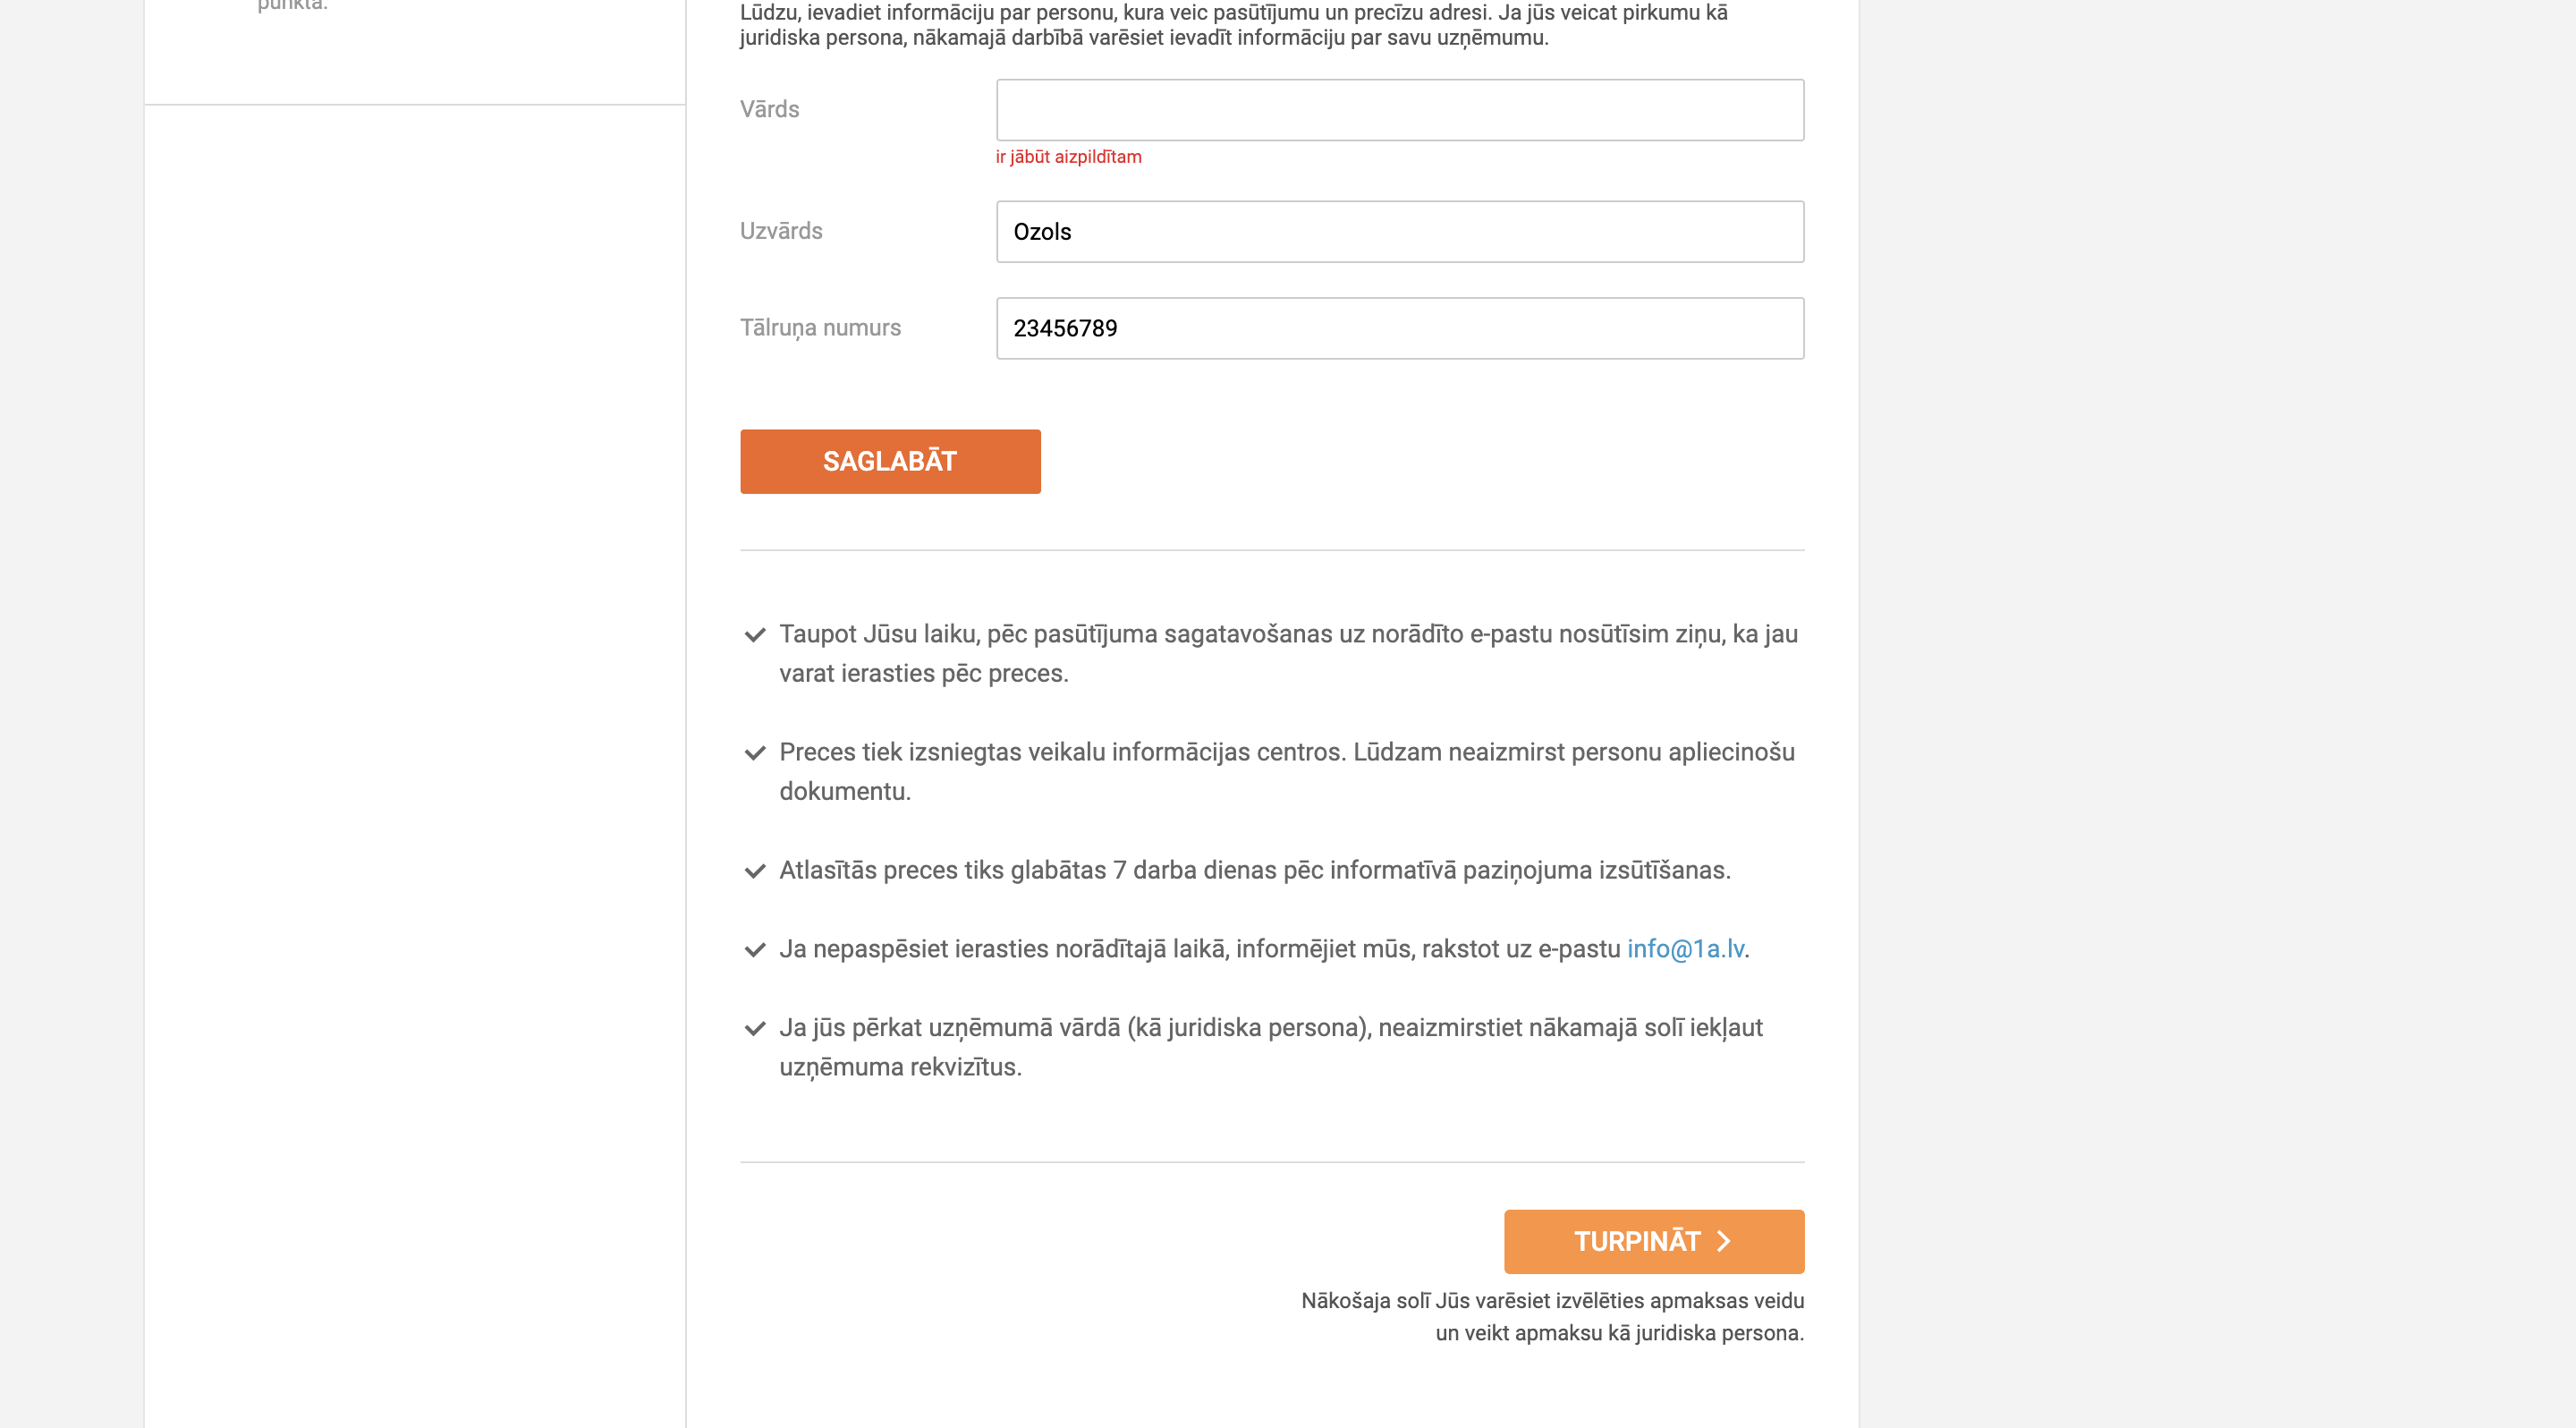 punktā.
Lūdzu, ievadiet informāciju par personu, kura veic pasūtījumu un precīzu adresi. Ja jūs veicat pirkumu kā
juridiska persona, nākamajā darbībā varēsiet ievadīt informāciju par savu uzņēmumu.
Vārds
ir jābūt aizpildītam
Uzvārds
Ozols
Tālruņa numurs
23456789
SAGLABĀT
Taupot Jūsu laiku, pēc pasūtījuma sagatavošanas uz norādīto e-pastu nosūtīsim ziņu, ka jau
varat ierasties pēc preces.
Preces tiek izsniegtas veikalu informācijas centros. Lūdzam neaizmirst personu apliecinošu
dokumentu.
Atlasītās preces tiks glabātas 7 darba dienas pēc informatīvā paziņojuma izsūtīšanas.
Ja nepaspēsiet ierasties norādītajā laikā, informējiet mūs, rakstot uz e-pastu info@1a.lv.
Ja jūs pērkat uzņēmumā vārdā (kā juridiska persona), neaizmirstiet nākamajā solī iekļaut
uzņēmuma rekvizītus.
TURPINĀT
Nākošaja solī Jūs varēsiet izvēlēties apmaksas veidu
un veikt apmaksu kā juridiska persona.